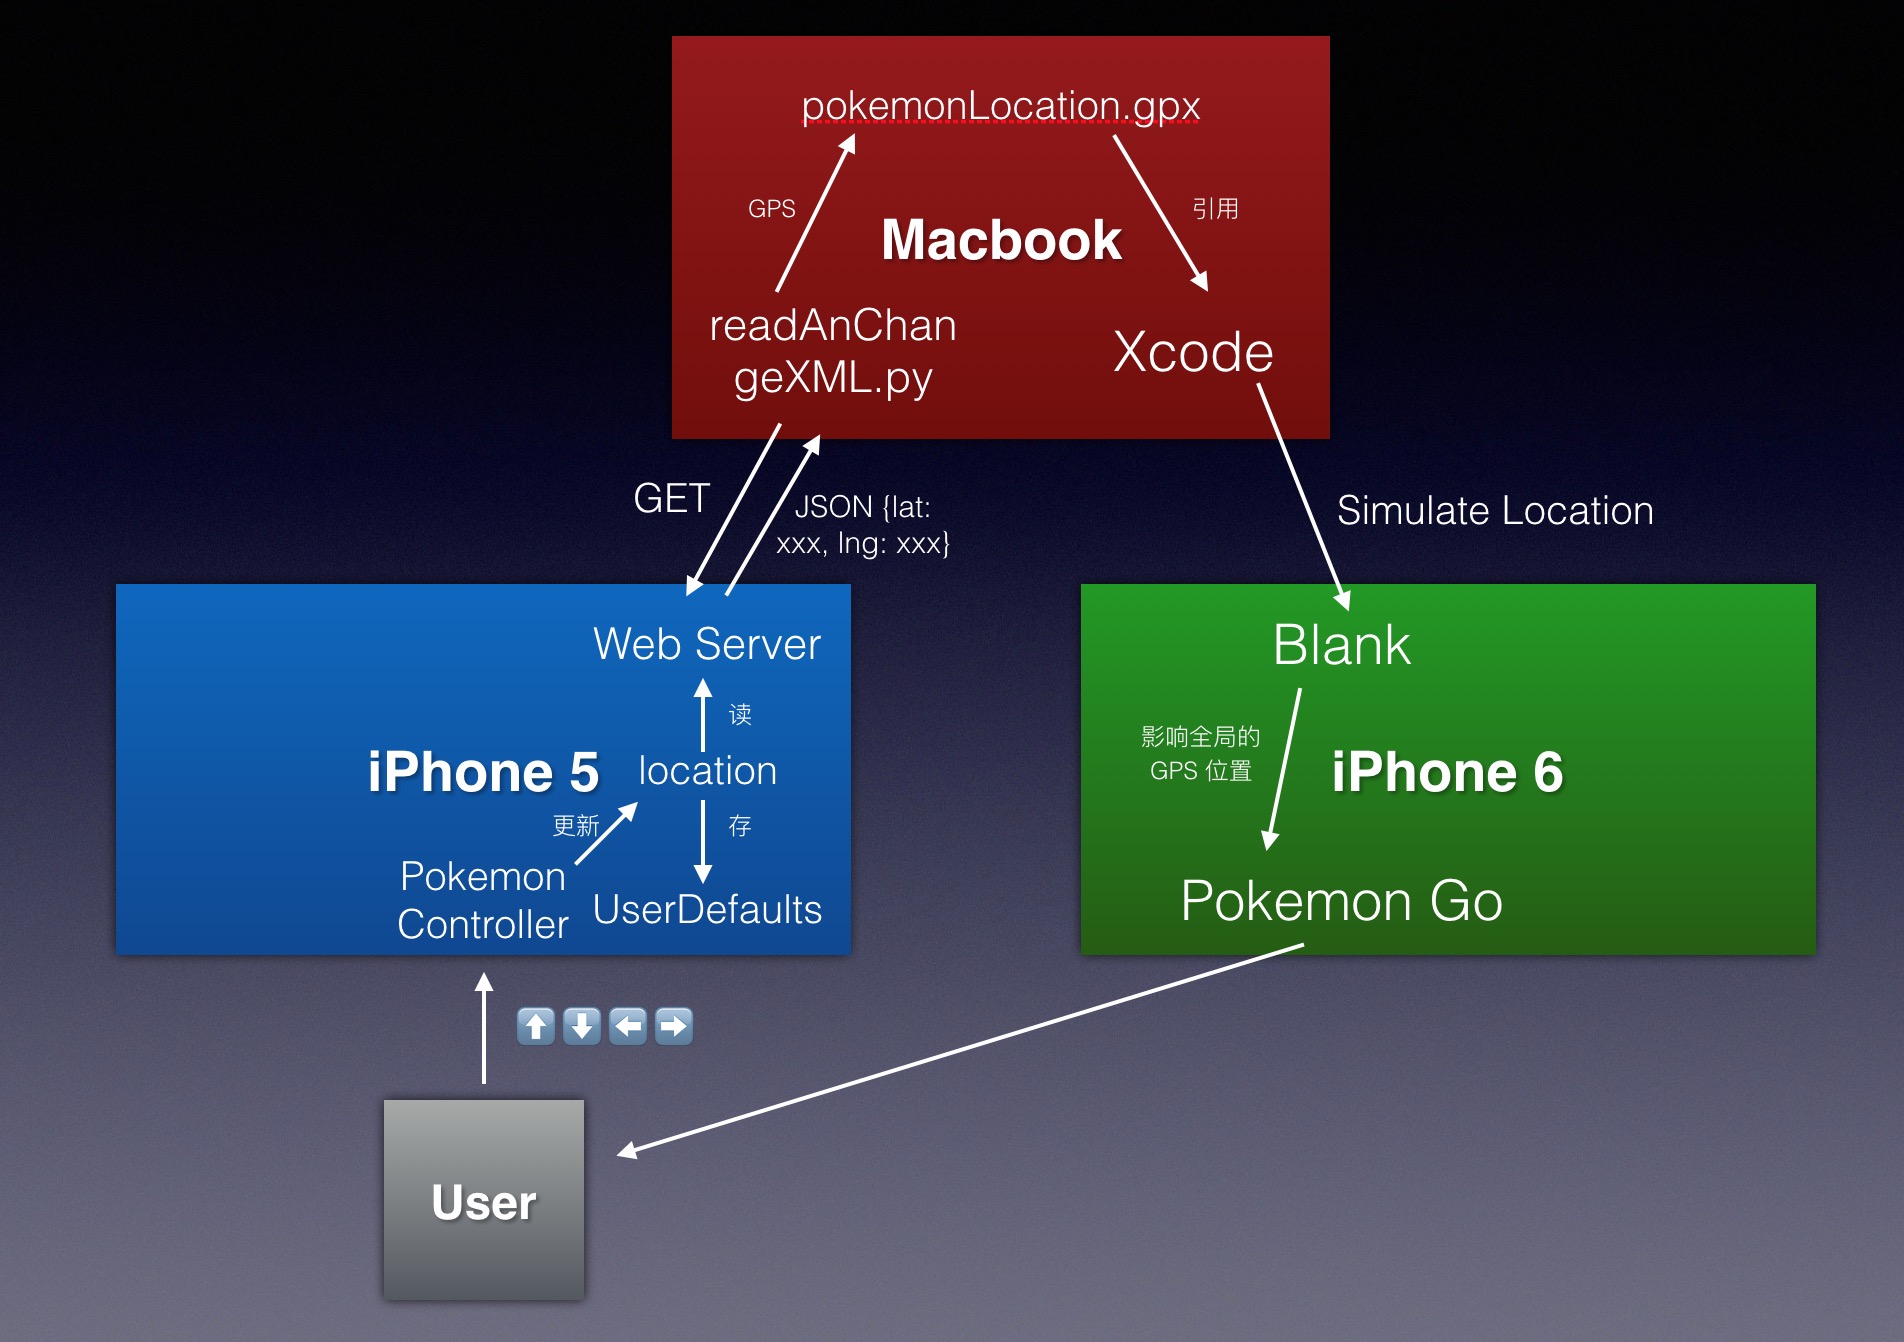 pokemonLocation.gpx
GPS
引用
Macbook
readAnChan
geXML.py
Xcode
GET
JSON {lat:
xxx, lng: xxx}
Simulate Location
Web Server
读
iPhone 5
location
更新
存
Pokemon
Controller
UserDefaults
Blank
影响全局的
GPS 位置
iPhone 6
Pokemon Go
⬆️⬇️⬅️➡️
User